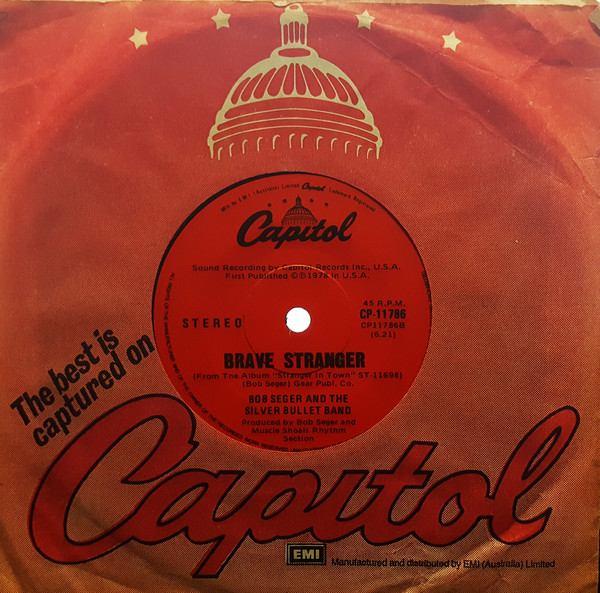 Capitol
Sound Recording by Capitol Records Inc., U.S.A.
First Published ©℗1978 in U.S.A.
45 R.P.M.
STEREO
CP-11786
CP11786B
(6.21)
BRAVE STRANGER
(From The Album "Stranger In Town" ST-11698)
(Bob Seger) Gear Publ. Co.
BOB SEGER AND THE
SILVER BULLET BAND
Produced by Bob Seger and
Muscle Shoals Rhythm
Section
The best is
captured on
Capitol
EMI
Manufactured and distributed by EMI (Australia) Limited